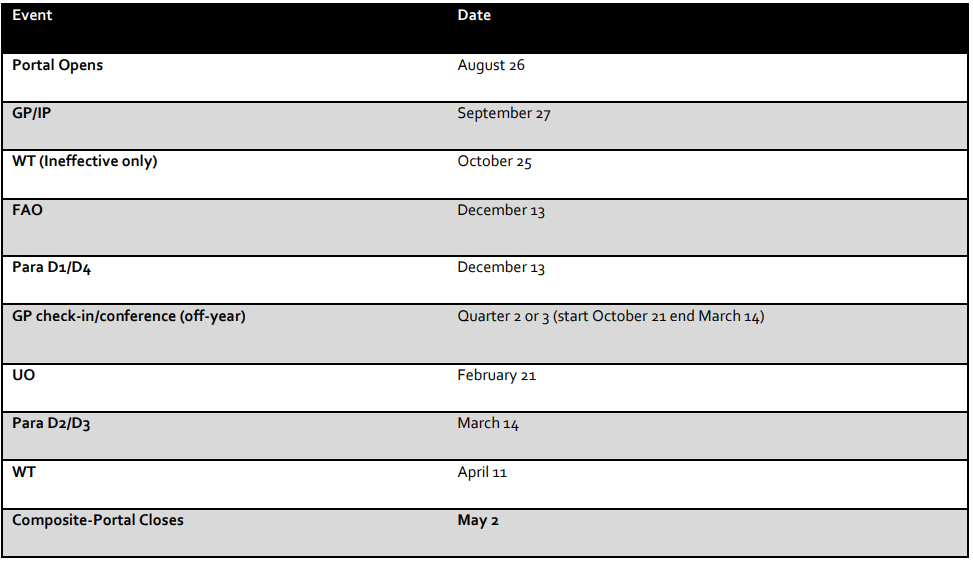 Event Date
Portal Opens August 26
GP/IP September 27
WT (Ineffective only) October 25
FAO December 13
Para D1/D4 December 13
GP check-in/conference (off-year) Quarter 2 or 3 (start October 21 end March 14)
UO February 21
Para D2/D3 March 14
WT April 11
Composite-Portal Closes May 2